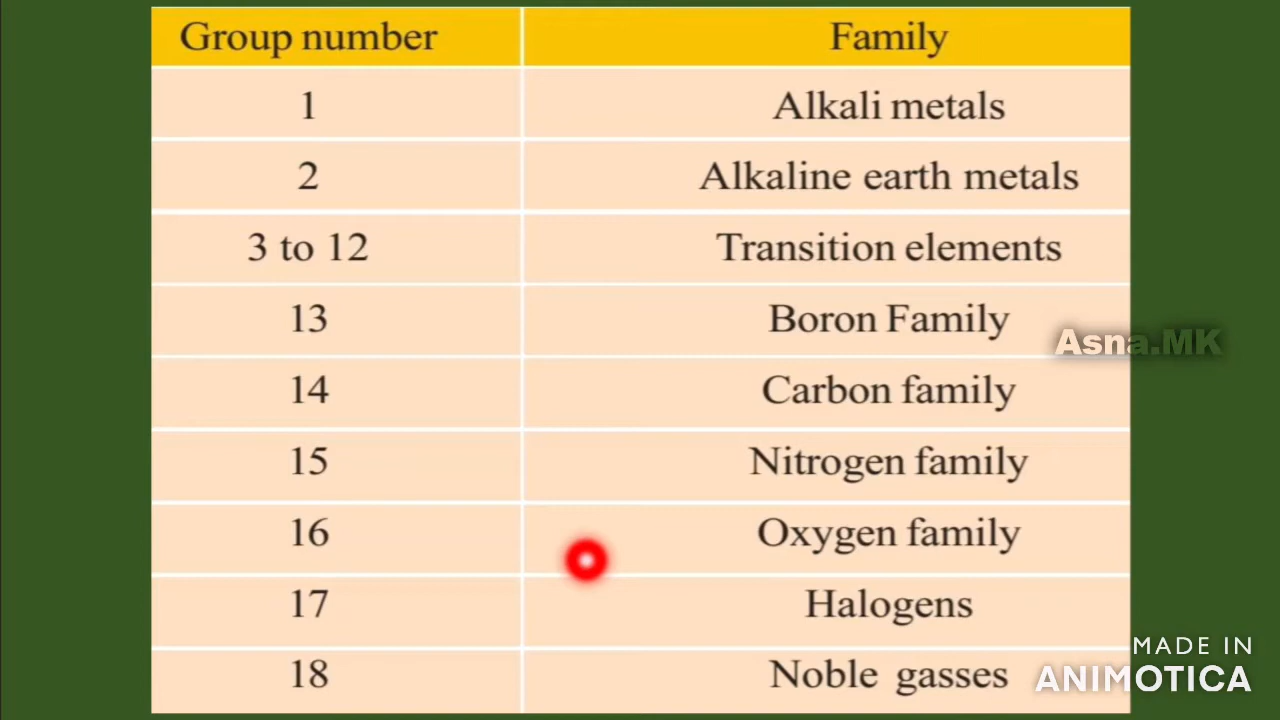 Group number Family
1 Alkali metals
2 Alkaline earth metals
3 to 12 Transition elements
13 Boron Family
Asna.MK
14 Carbon family
15 Nitrogen family
16 Oxygen family
17 Halogens
MADE IN
18 Noble gasses
ANIMOTICA